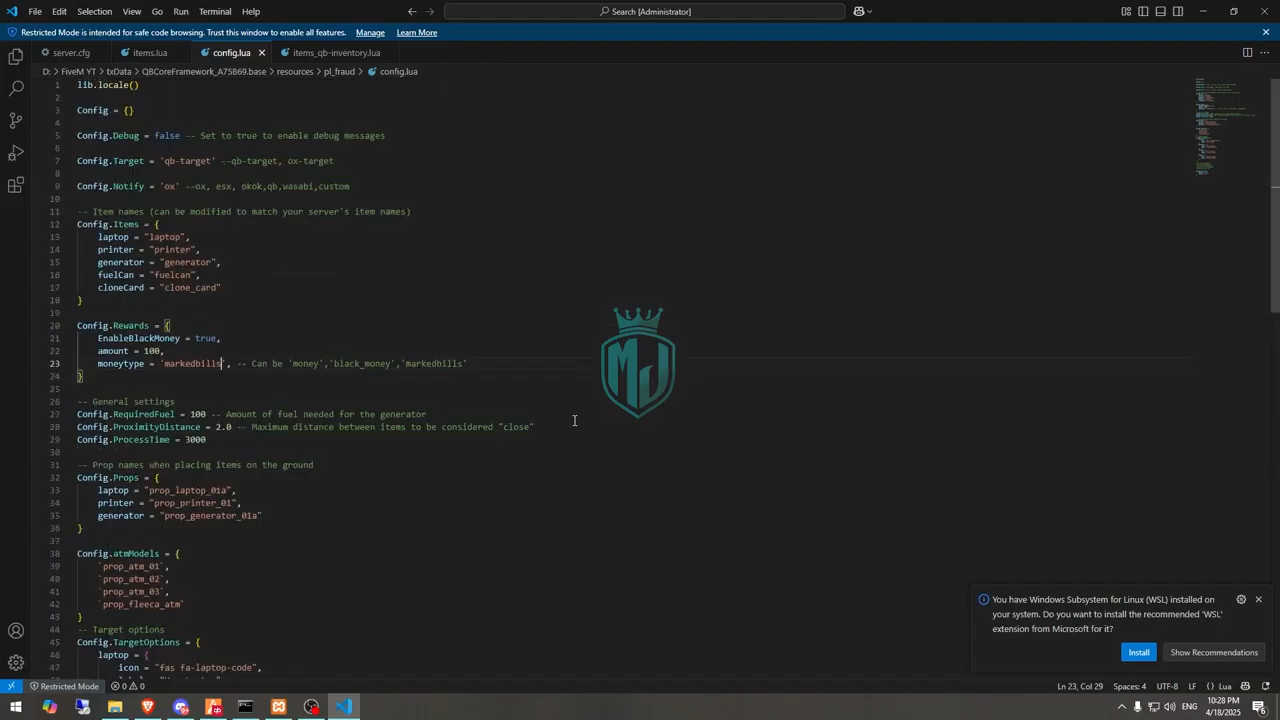 File Edit Selection View Go Run Terminal Help
Search [Administrator]
Restricted Mode is intended for safe code browsing. Trust this window to enable all features. Manage Learn More
server.cfg items.lua config.lua items_qb-inventory.lua
D: > FiveM YT > txData > QBCoreFramework_A75B69.base > resources > pl_fraud > config.lua
1 lib.locale()
2
3 Config = {}
4
5 Config.Debug = false -- Set to true to enable debug messages
6
7 Config.Target = 'qb-target' --qb-target, ox-target
8
9 Config.Notify = 'ox' --ox, esx, okok,qb,wasabi,custom
10
11 -- Item names (can be modified to match your server's item names)
12 Config.Items = {
13 laptop = "laptop",
14 printer = "printer",
15 generator = "generator",
16 fuelCan = "fuelcan",
17 cloneCard = "clone_card"
18 }
19
20 Config.Rewards = {
21 EnableBlackMoney = true,
22 amount = 100,
23 moneytype = 'markedbills', -- Can be 'money','black_money','markedbills'
24 }
25
26 -- General settings
27 Config.RequiredFuel = 100 -- Amount of fuel needed for the generator
28 Config.ProximityDistance = 2.0 -- Maximum distance between items to be considered "close"
29 Config.ProcessTime = 3000
30
31 -- Prop names when placing items on the ground
32 Config.Props = {
33 laptop = "prop_laptop_01a",
34 printer = "prop_printer_01",
35 generator = "prop_generator_01a"
36 }
37
38 Config.atmModels = {
39 `prop_atm_01`,
40 `prop_atm_02`,
41 `prop_atm_03`,
42 `prop_fleeca_atm`
43 }
44 -- Target options
45 Config.TargetOptions = {
46 laptop = {
47 icon = "fas fa-laptop-code",
MJ
You have Windows Subsystem for Linux (WSL) installed on
your system. Do you want to install the recommended 'WSL'
extension from Microsoft for it?
Install Show Recommendations
Restricted Mode 0 0 Ln 23, Col 29 Spaces: 4 UTF-8 LF () Lua
ENG 10:28 PM
4/18/2025